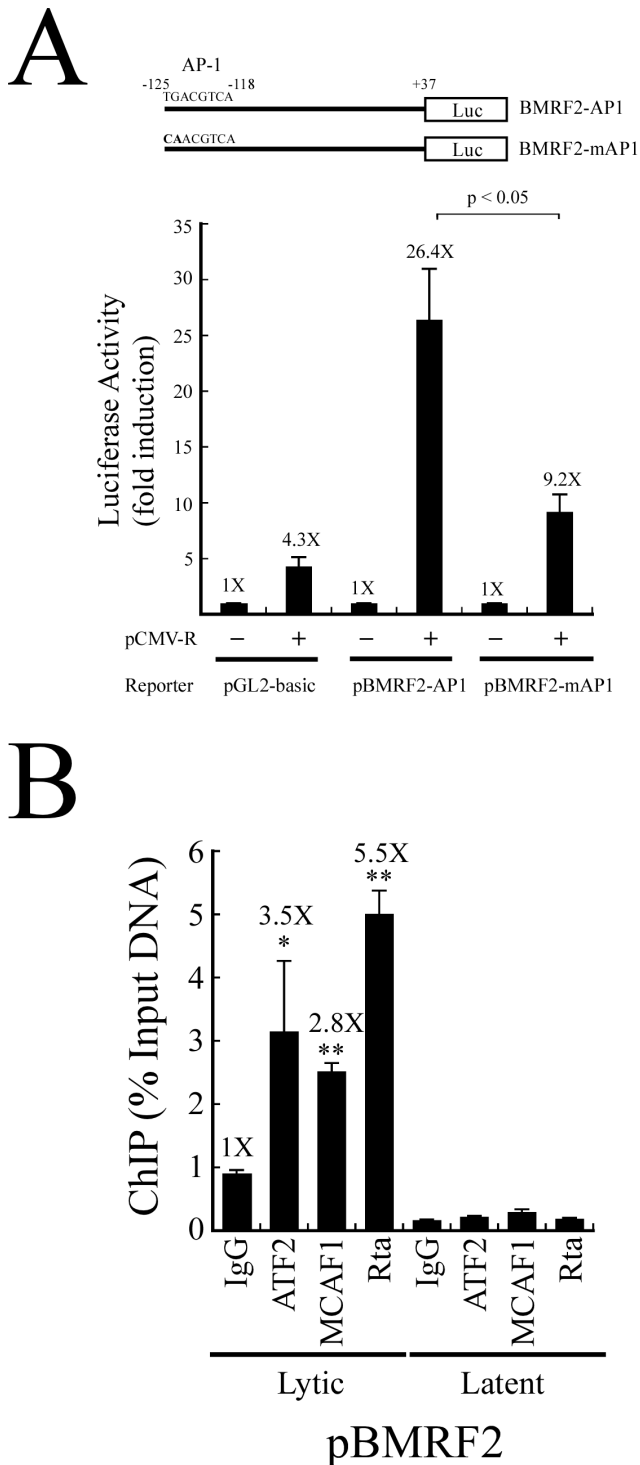 A
AP-1
-125 -118 +37
TGACGTCA
Luc BMRF2-AP1
CAACGTCA
Luc BMRF2-mAP1
p < 0.05
Luciferase Activity
(fold induction)
35
30
25
20
15
10
5
1X 4.3X 1X 26.4X 1X 9.2X
pCMV-R − + − + − +
Reporter pGL2-basic pBMRF2-AP1 pBMRF2-mAP1
B
ChIP (% Input DNA)
6
5
4
3
2
1
0
1X
3.5X
*
2.8X
**
5.5X
**
IgG ATF2 MCAF1 Rta IgG ATF2 MCAF1 Rta
Lytic Latent
pBMRF2